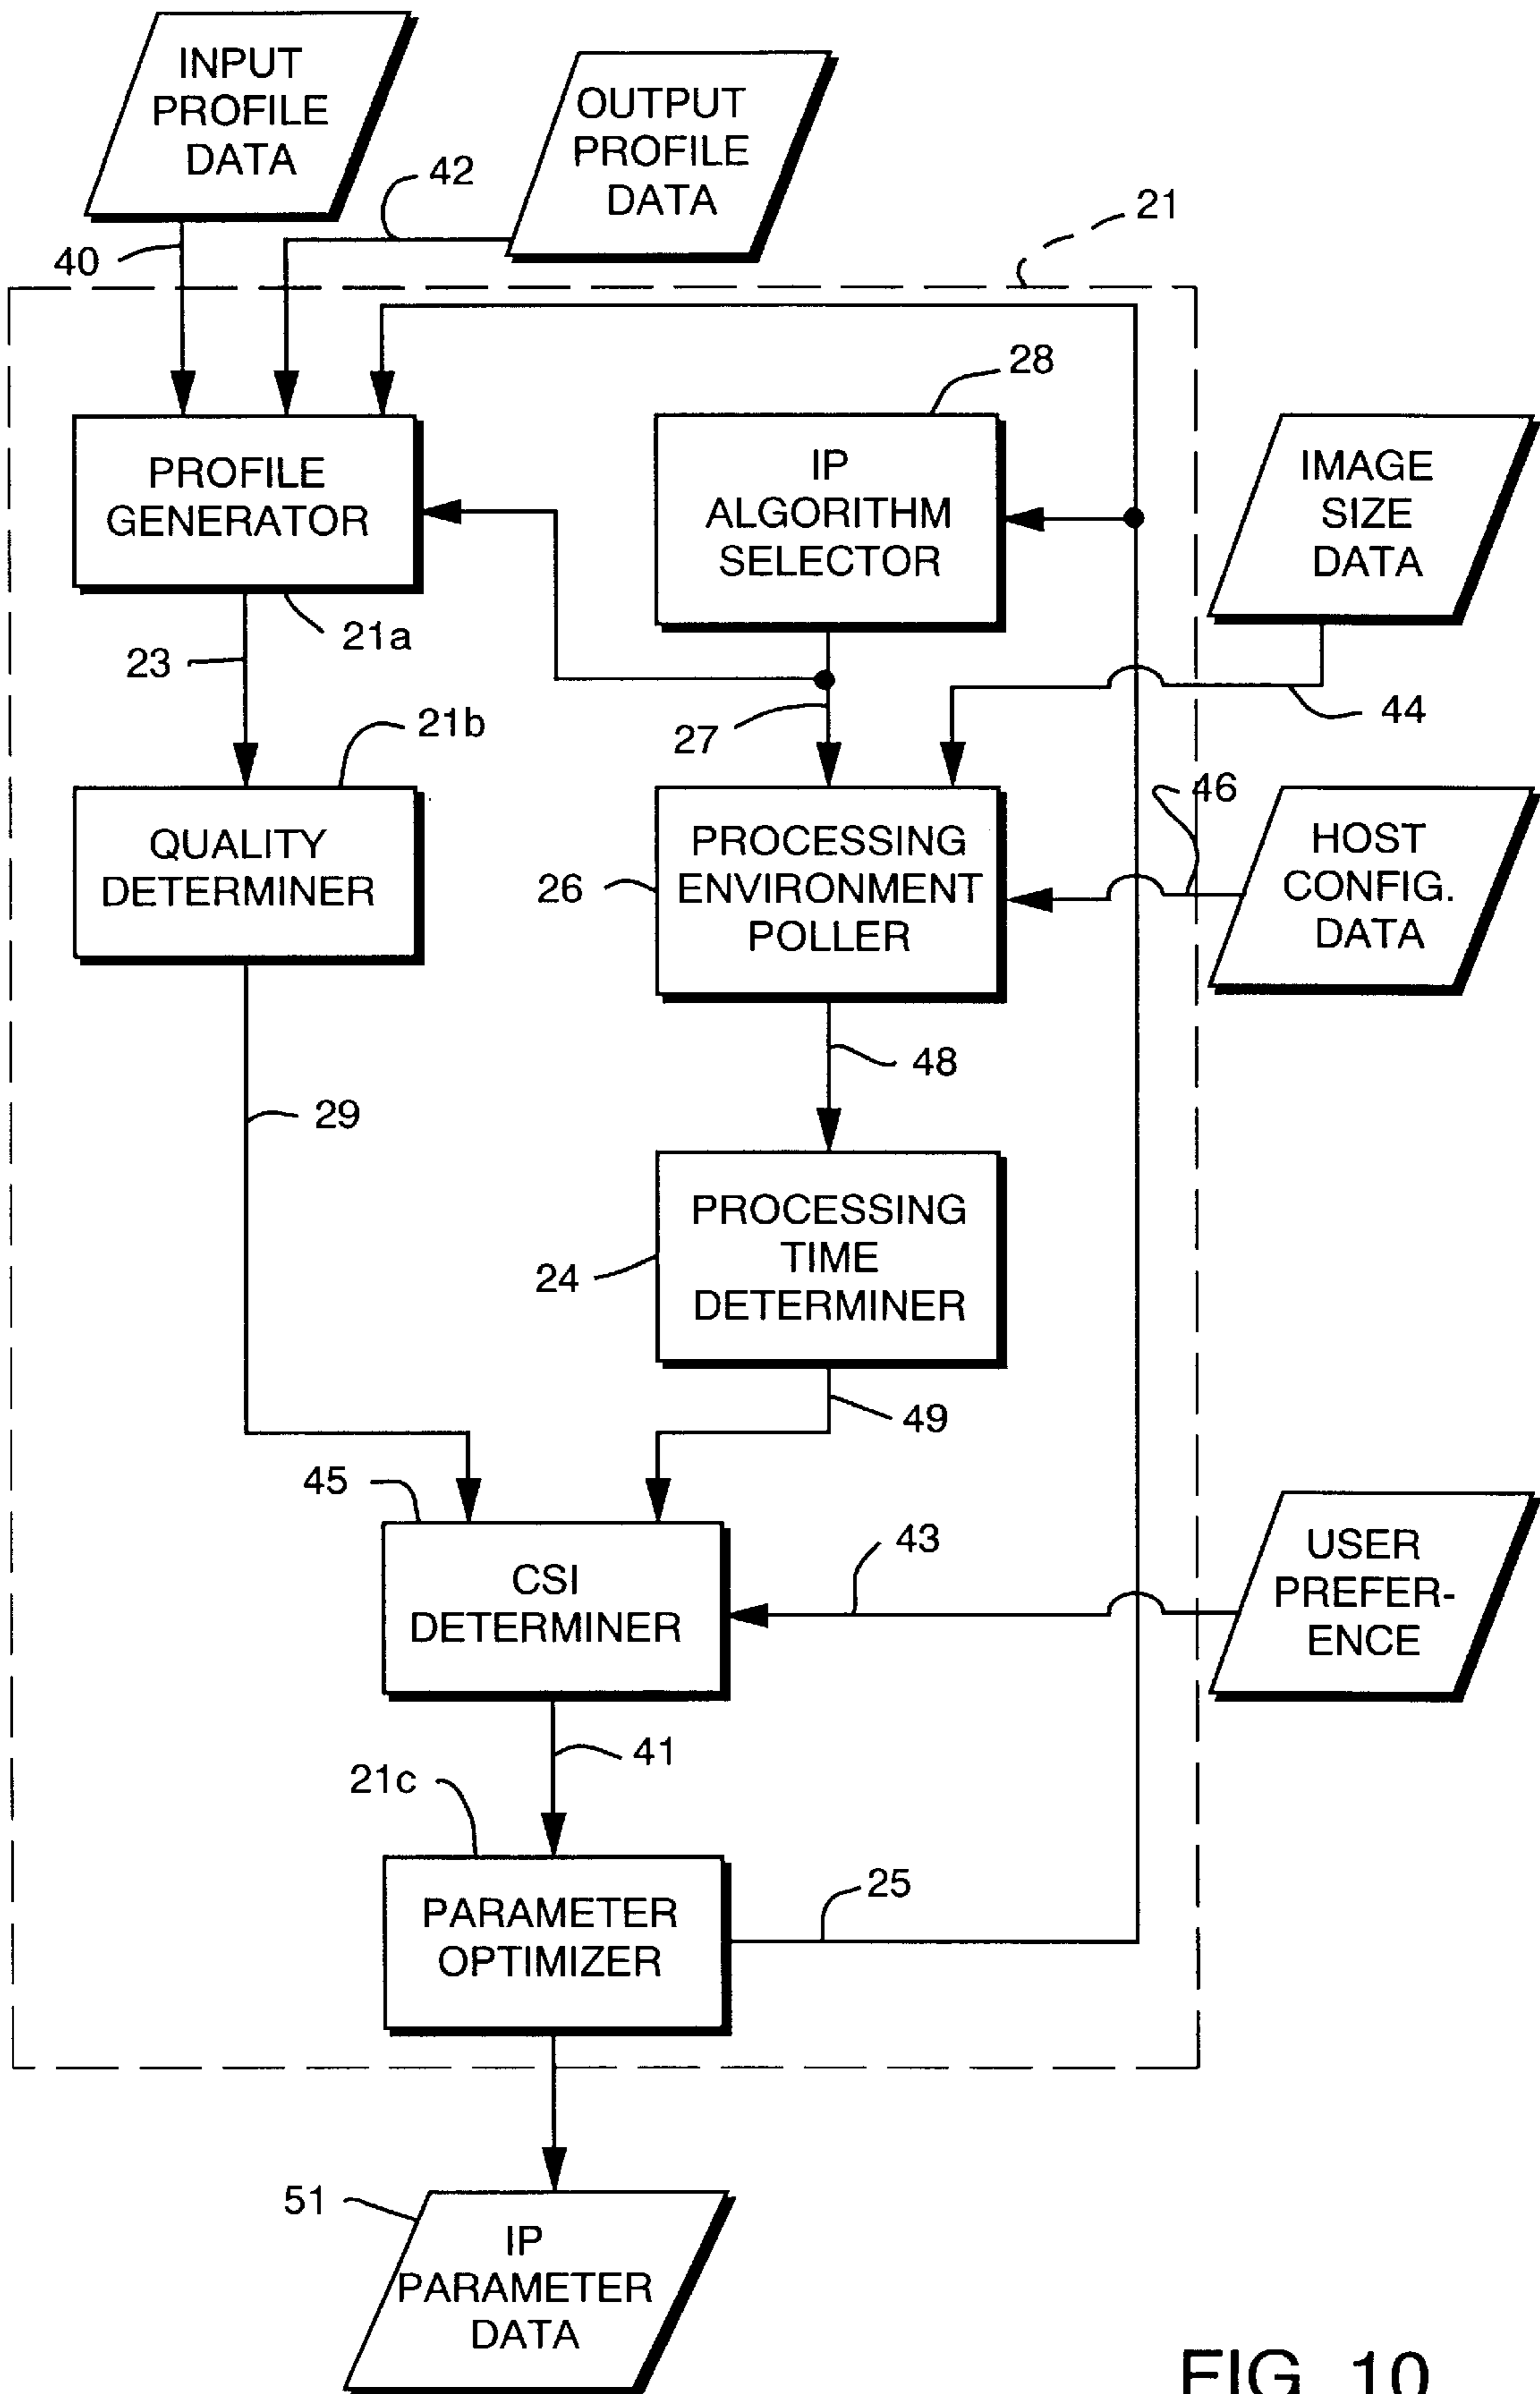 INPUT
PROFILE
DATA
OUTPUT
PROFILE
DATA
42
40
21
28
PROFILE
GENERATOR
IP
ALGORITHM
SELECTOR
IMAGE
SIZE
DATA
21a
23
27
44
21b
46
QUALITY
DETERMINER
26
PROCESSING
ENVIRONMENT
POLLER
HOST
CONFIG.
DATA
48
29
PROCESSING
TIME
DETERMINER
24
49
45
43
CSI
DETERMINER
USER
PREFER-
ENCE
41
21c
25
PARAMETER
OPTIMIZER
51
IP
PARAMETER
DATA
FIG. 10